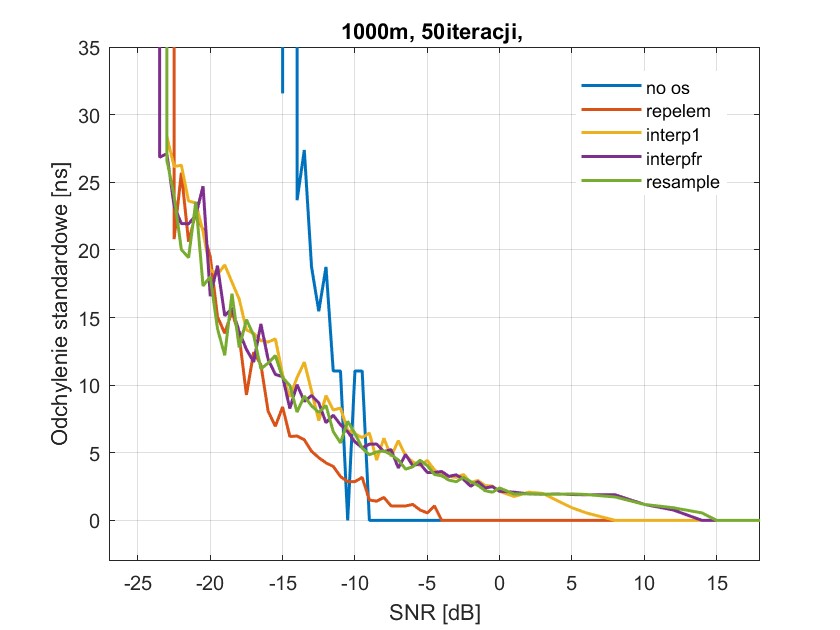 1000m, 50iteracji,
35
30
25
20
15
10
5
0
Odchylenie standardowe [ns]
no os
repelem
interp1
interpfr
resample
-25 -20 -15 -10 -5 0 5 10 15
SNR [dB]